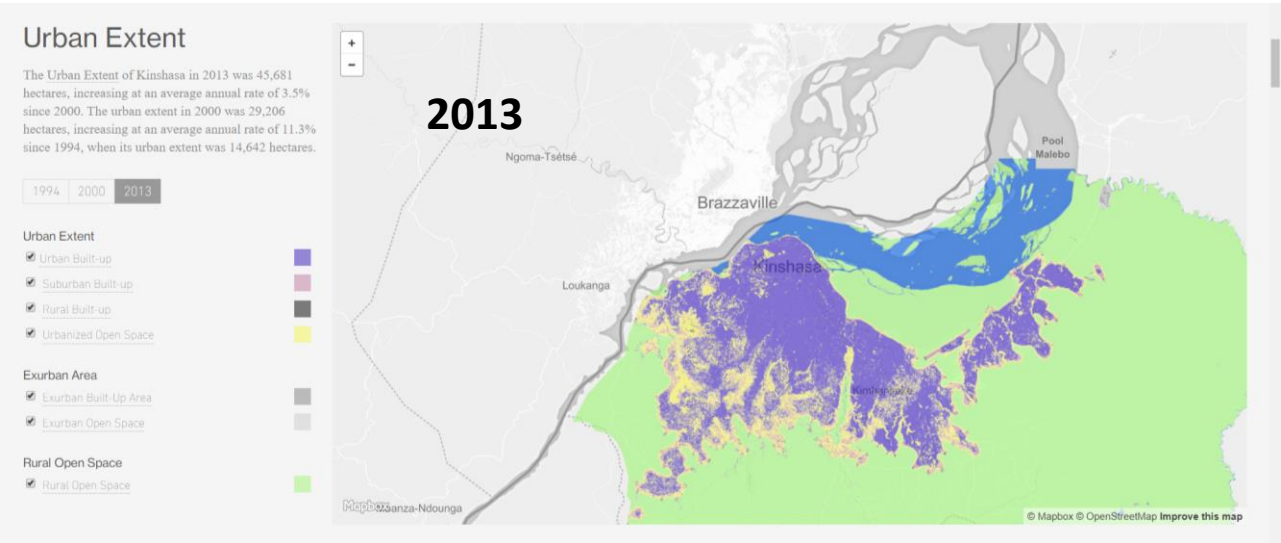 Urban Extent
The Urban Extent of Kinshasa in 2013 was 45,681
hectares, increasing at an average annual rate of 3.5%
since 2000. The urban extent in 2000 was 29,206
hectares, increasing at an average annual rate of 11.3%
since 1994, when its urban extent was 14,642 hectares.
1994 2000 2013
Urban Extent
Urban Built-up
Suburban Built-up
Rural Built-up
Urbanized Open Space
Exurban Area
Exurban Built-Up Area
Exurban Open Space
Rural Open Space
Rural Open Space
+
-
2013
Ngoma-Tsétsé
Pool
Malebo
Brazzaville
Kinshasa
Loukanga
Mapbox
© Mapbox © OpenStreetMap Improve this map